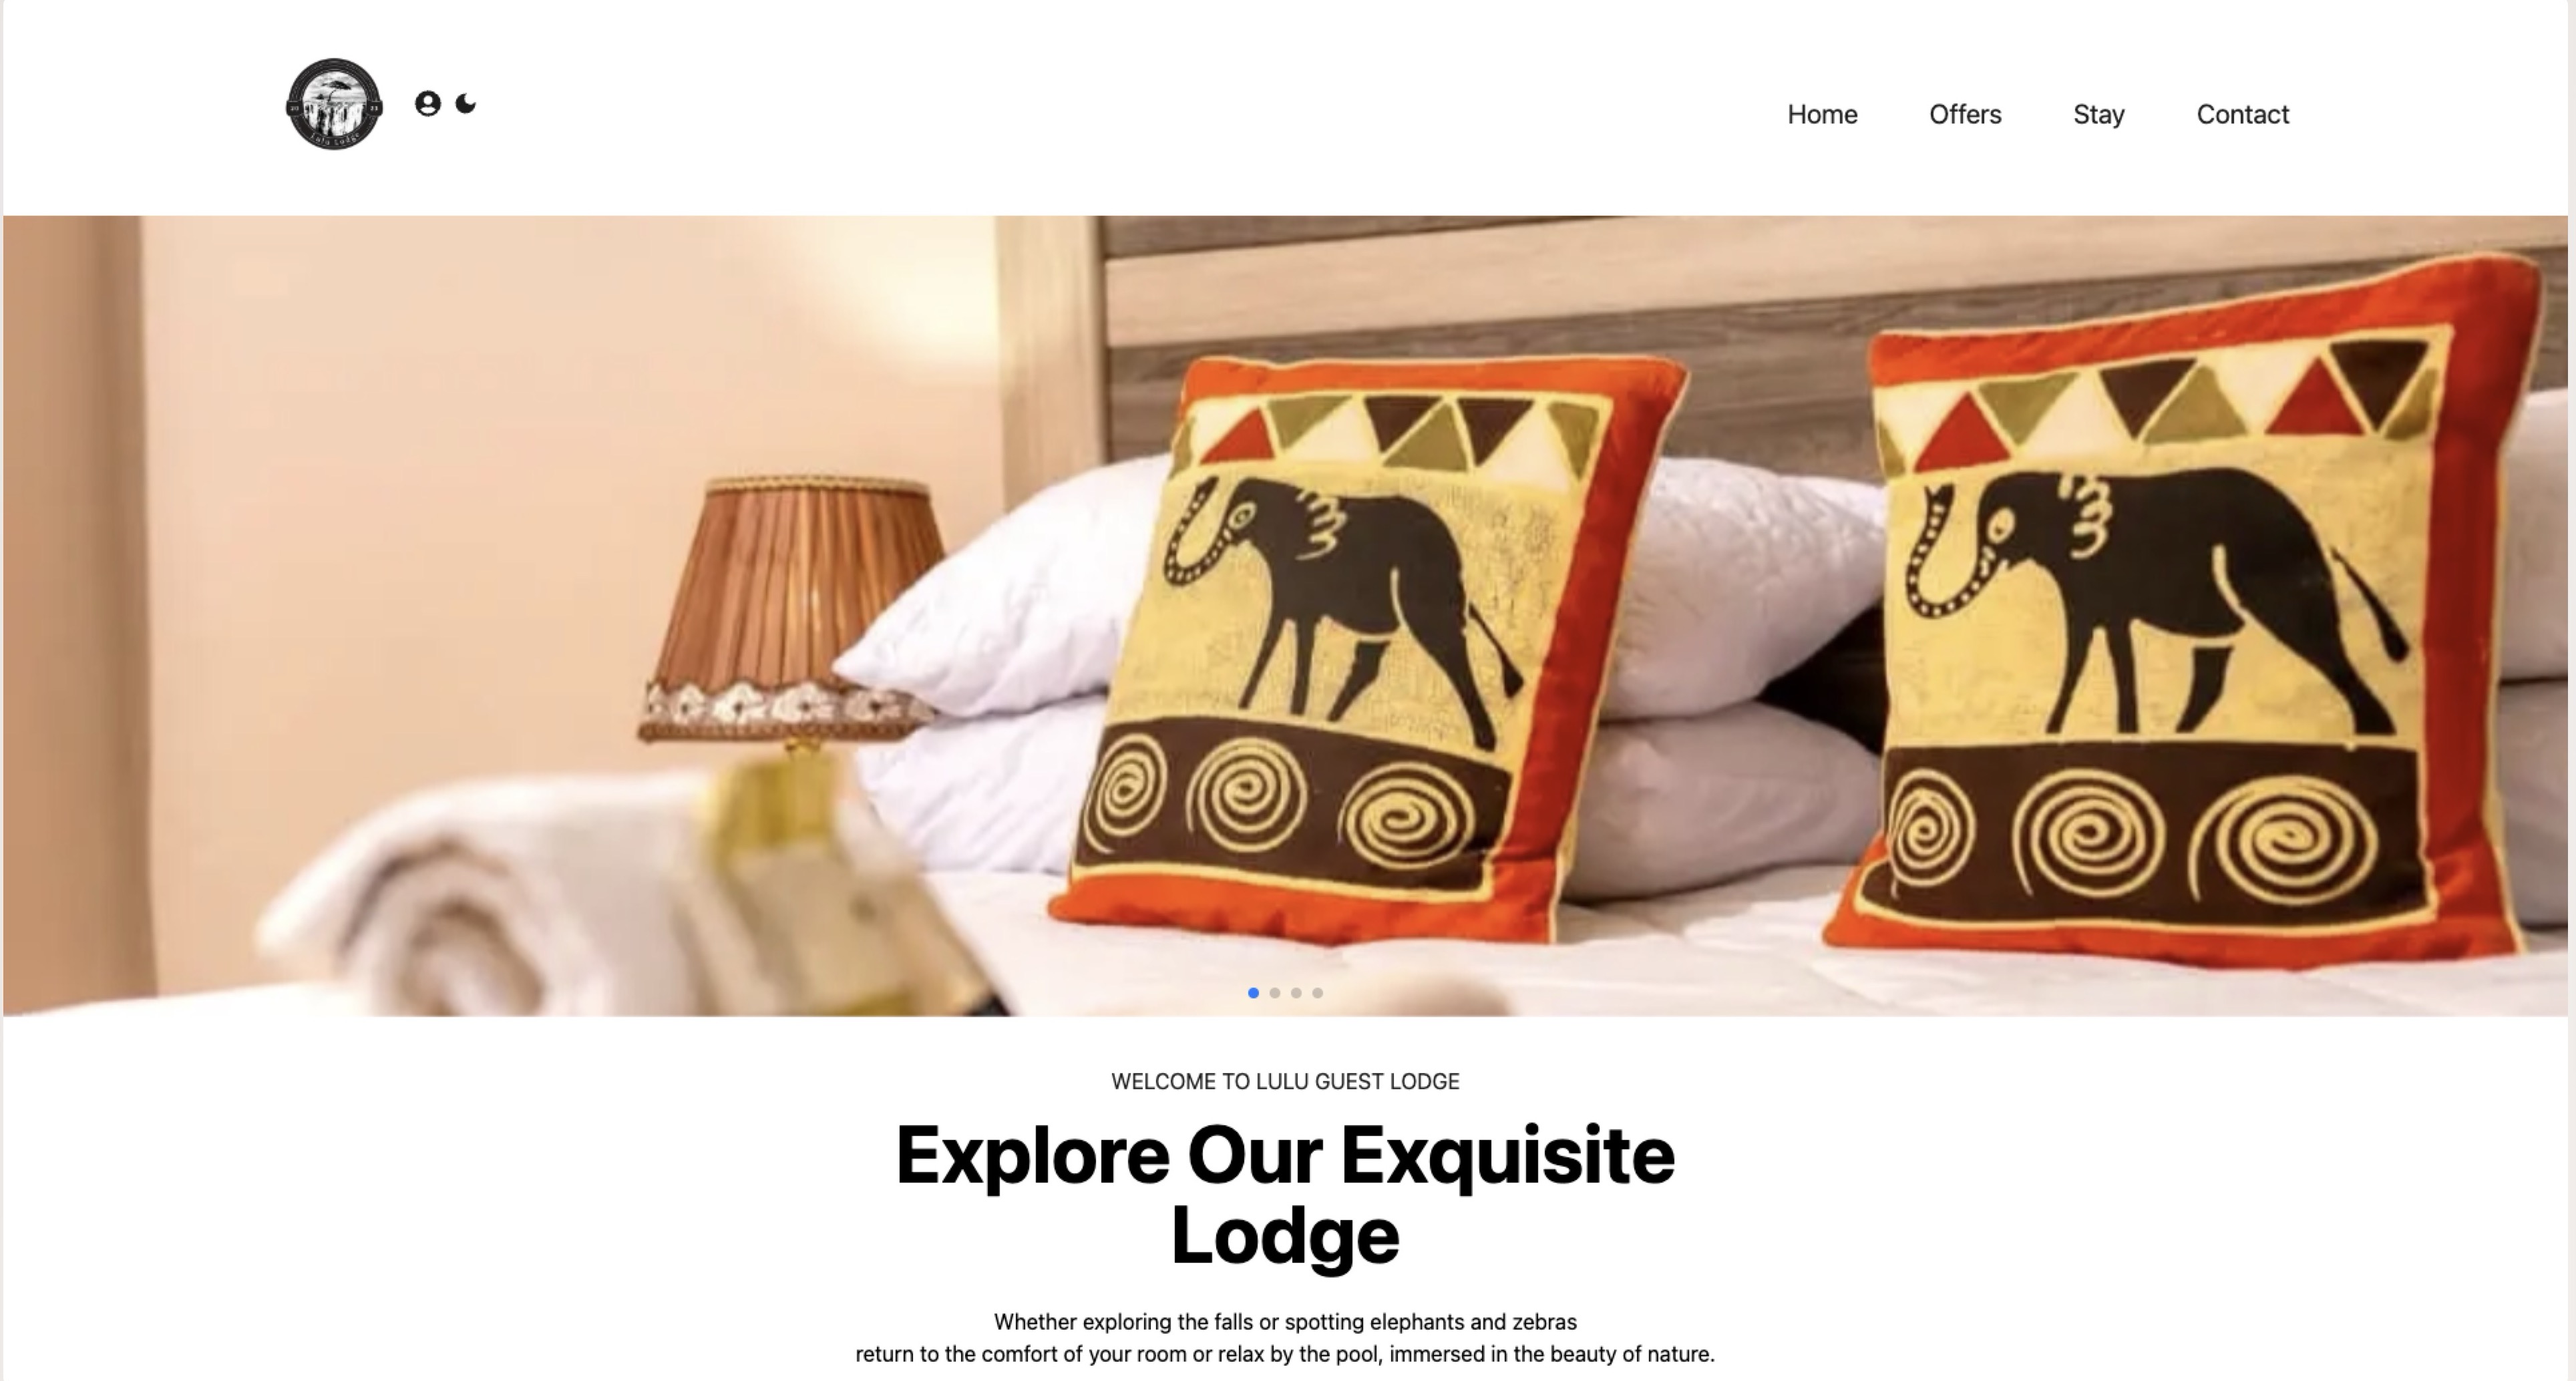 Lulu Lodge
Home Offers Stay Contact
WELCOME TO LULU GUEST LODGE
Explore Our Exquisite
Lodge
Whether exploring the falls or spotting elephants and zebras
return to the comfort of your room or relax by the pool, immersed in the beauty of nature.